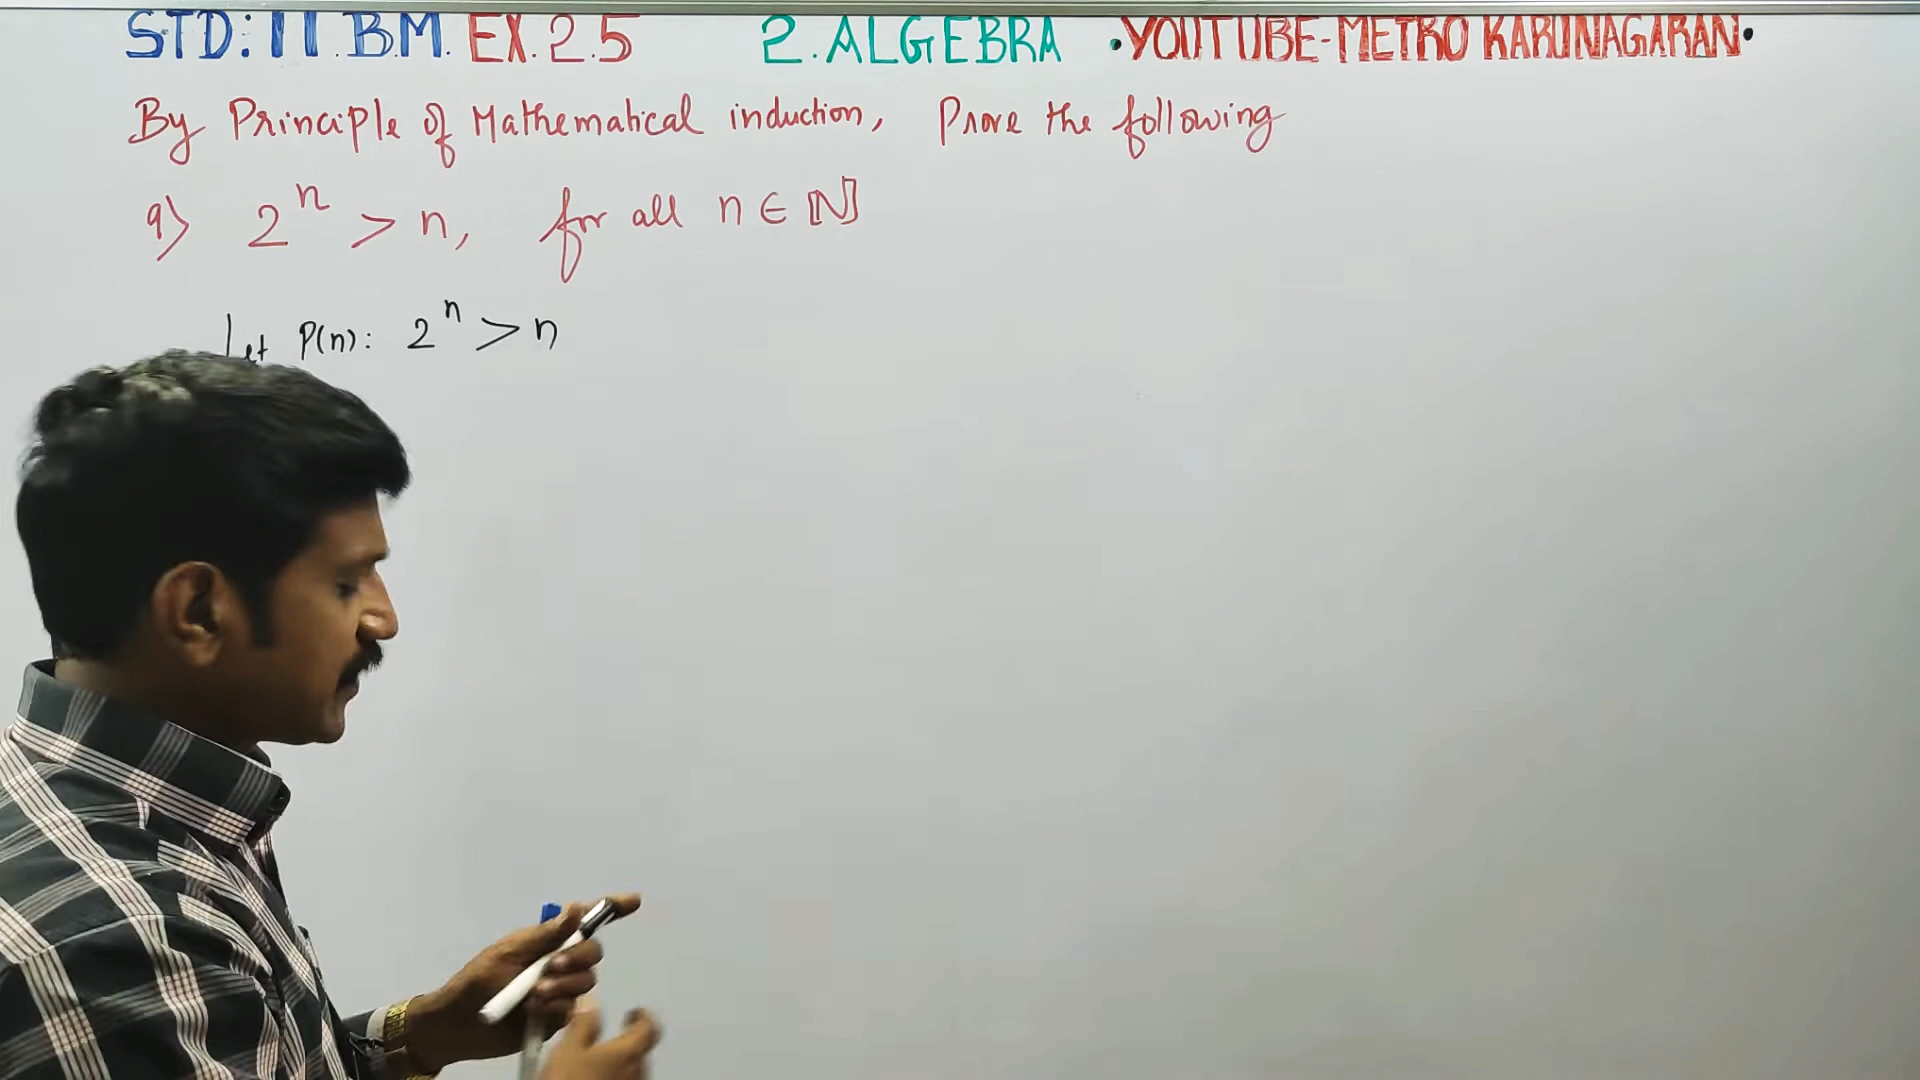 STD: 11.B.M. EX. 2.5 2. ALGEBRA •YOUTUBE-METRO KARUNAGARAN•
By Principle of Mathematical induction, Prove the following
9) 2ⁿ > n, for all n ∈ ℕ
Let P(n): 2ⁿ > n